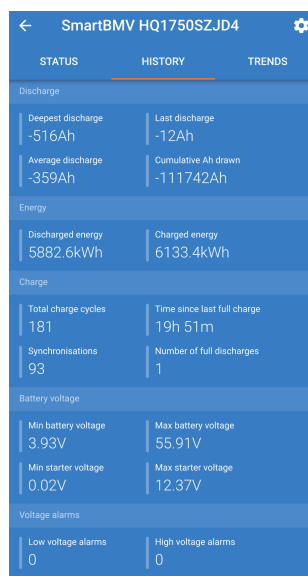 SmartBMV HQ1750SZJD4
STATUS HISTORY TRENDS
Discharge
Deepest discharge Last discharge
-516Ah -12Ah
Average discharge Cumulative Ah drawn
-359Ah -111742Ah
Energy
Discharged energy Charged energy
5882.6kWh 6133.4kWh
Charge
Total charge cycles Time since last full charge
181 19h 51m
Synchronisations Number of full discharges
93 1
Battery voltage
Min battery voltage Max battery voltage
3.93V 55.91V
Min starter voltage Max starter voltage
0.02V 12.37V
Voltage alarms
Low voltage alarms High voltage alarms
0 0